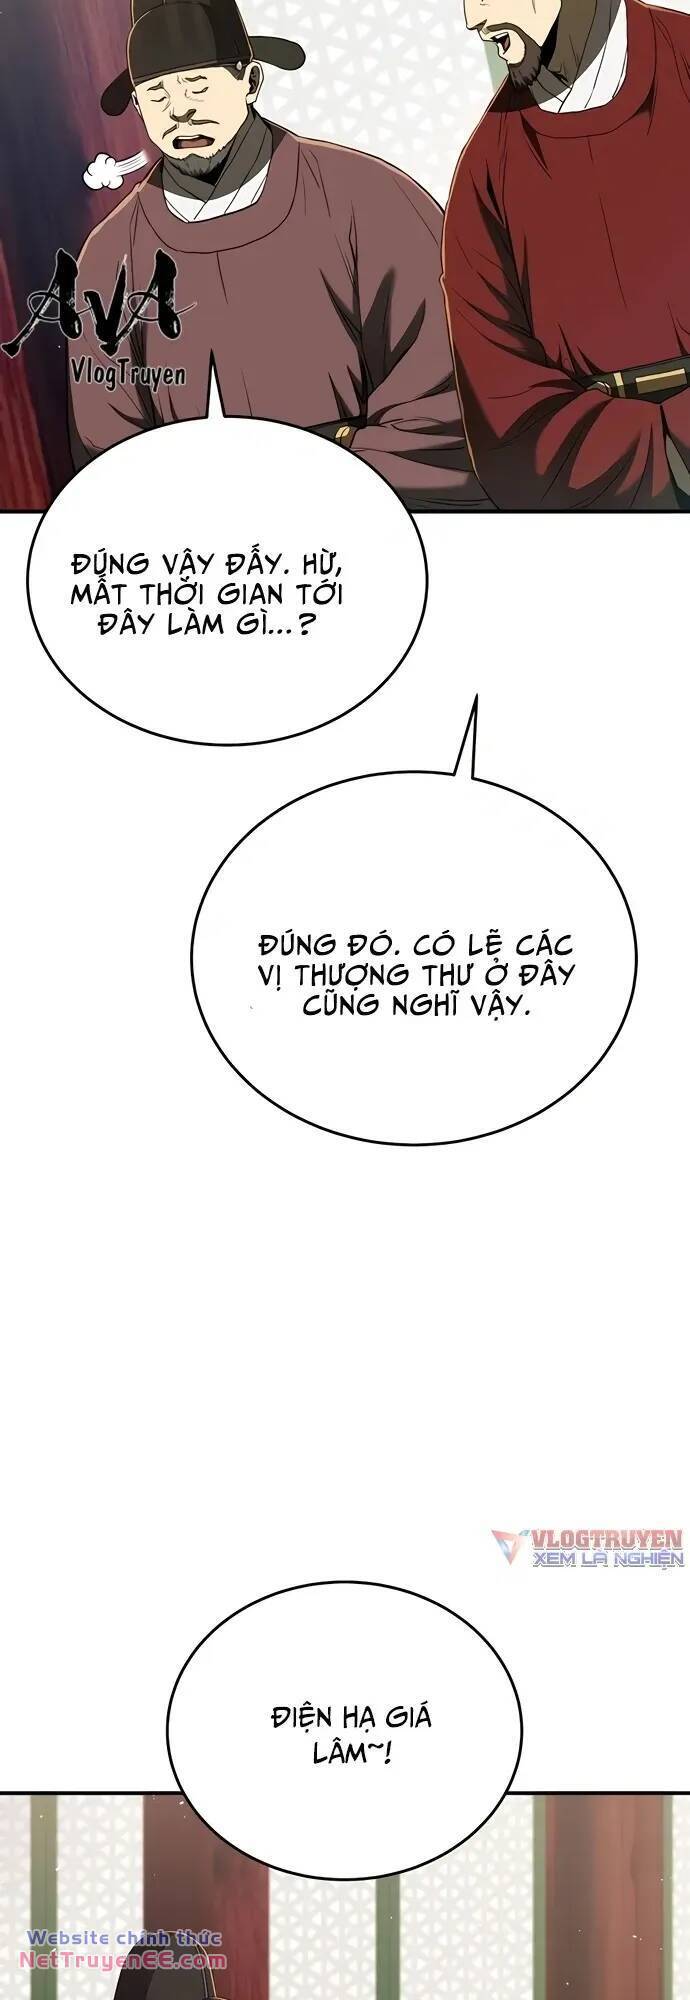 AVA
VlogTruyen
ĐÚNG VẬY ĐẤY. HỪ,
MẤT THỜI GIAN TỚI
ĐÂY LÀM GÌ...?
ĐÚNG ĐÓ. CÓ LẼ CÁC
VỊ THƯỢNG THƯ Ở ĐÂY
CŨNG NGHĨ VẬY.
VLOGTRUYEN
XEM LÀ NGHIỆN
ĐIỆN HẠ GIÁ
LÂM~!
Website chính thức
NetTruyenEE.com